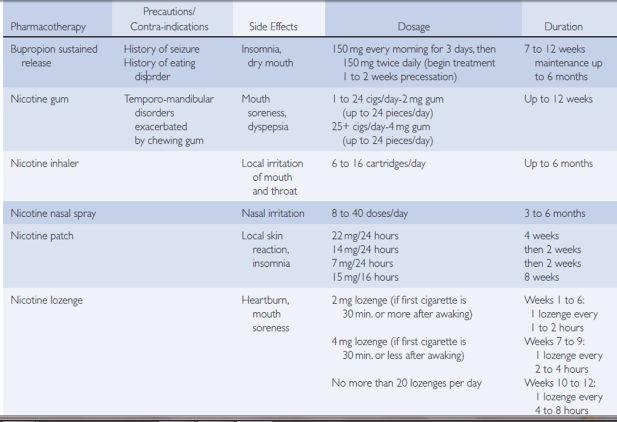 Precautions/
Pharmacotherapy Contra-indications Side Effects Dosage Duration
Bupropion sustained History of seizure Insomnia, 150 mg every morning for 3 days, then 7 to 12 weeks
release History of eating dry mouth 150 mg twice daily (begin treatment maintenance up
disorder 1 to 2 weeks precessation) to 6 months
Nicotine gum Temporo-mandibular Mouth 1 to 24 cigs/day-2 mg gum Up to 12 weeks
disorders soreness, (up to 24 pieces/day)
exacerbated dyspepsia 25+ cigs/day-4 mg gum
by chewing gum (up to 24 pieces/day)
Nicotine inhaler Local irritation 6 to 16 cartridges/day Up to 6 months
of mouth
and throat
Nicotine nasal spray Nasal irritation 8 to 40 doses/day 3 to 6 months
Nicotine patch Local skin 22 mg/24 hours 4 weeks
reaction, 14 mg/24 hours then 2 weeks
insomnia 7 mg/24 hours then 2 weeks
15 mg/16 hours 8 weeks
Nicotine lozenge Heartburn, 2 mg lozenge (if first cigarette is Weeks 1 to 6:
mouth 30 min. or more after awaking) 1 lozenge every
soreness 1 to 2 hours
4 mg lozenge (if first cigarette is Weeks 7 to 9:
30 min. or less after awaking) 1 lozenge every
2 to 4 hours
No more than 20 lozenges per day Weeks 10 to 12:
1 lozenge every
4 to 8 hours